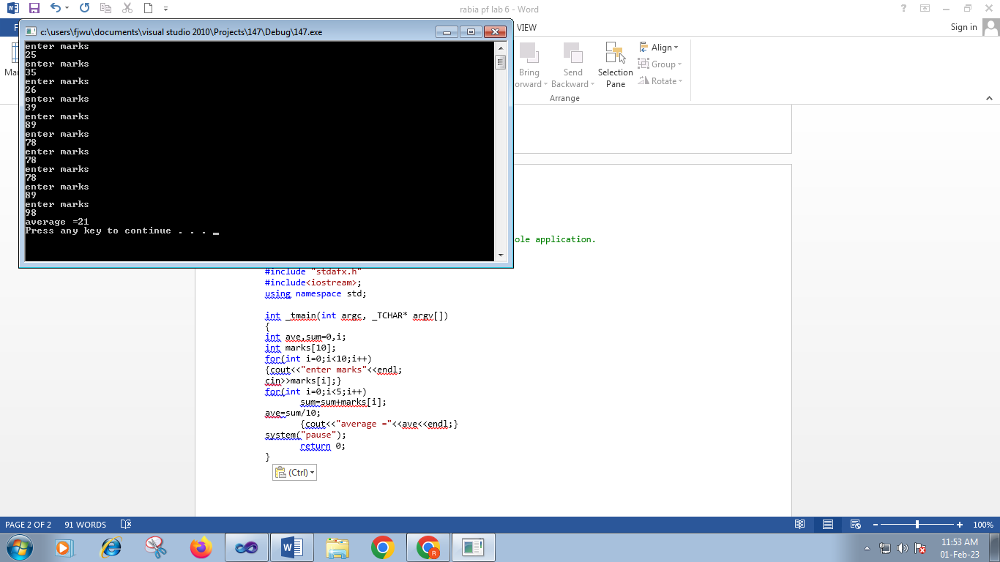 rabia pf lab 6 - Word
c:\users\fjwu\documents\visual studio 2010\Projects\147\Debug\147.exe
VIEW
Sign in
enter marks
25
enter marks
35
enter marks
26
enter marks
39
enter marks
89
enter marks
78
enter marks
78
enter marks
78
enter marks
89
enter marks
98
average =21
Press any key to continue . . . _
Bring
orward
Send
Backward
Selection
Pane
Align
Group
Rotate
Arrange
ole application.
#include "stdafx.h"
#include<iostream>;
using namespace std;
int _tmain(int argc, _TCHAR* argv[])
{
int ave,sum=0,i;
int marks[10];
for(int i=0;i<10;i++)
{cout<<"enter marks"<<endl;
cin>>marks[i];}
for(int i=0;i<5;i++)
sum=sum+marks[i];
ave=sum/10;
{cout<<"average ="<<ave<<endl;}
system("pause");
return 0;
}
(Ctrl)
PAGE 2 OF 2 91 WORDS
100%
11:53 AM
01-Feb-23